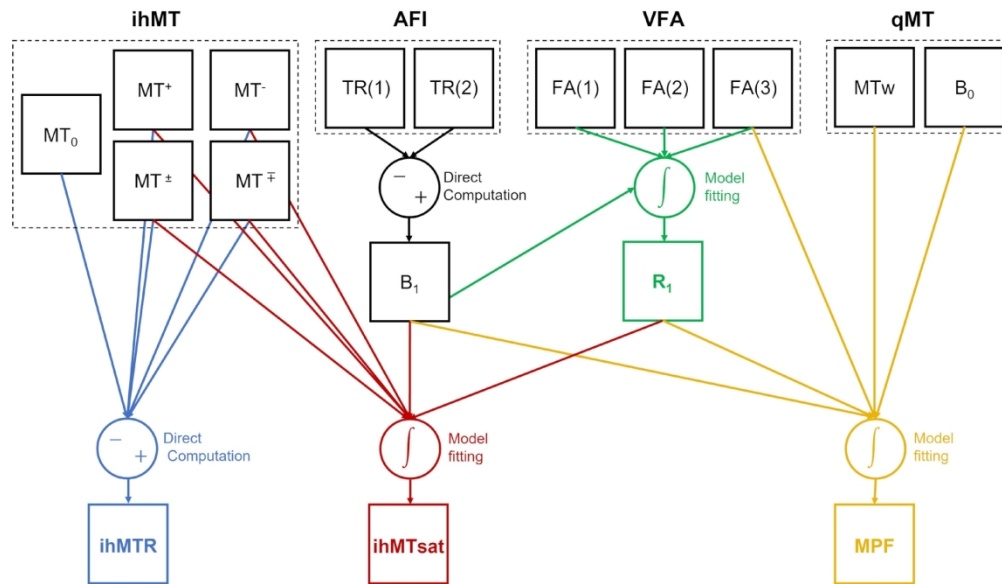 ihMT
AFI
VFA
qMT
MT₀
MT⁺
MT⁻
MT±
MT∓
TR(1)
TR(2)
FA(1)
FA(2)
FA(3)
MTw
B₀
− +
Direct
Computation
∫
Model
fitting
B₁
R₁
− +
Direct
Computation
∫
Model
fitting
∫
Model
fitting
ihMTR
ihMTsat
MPF